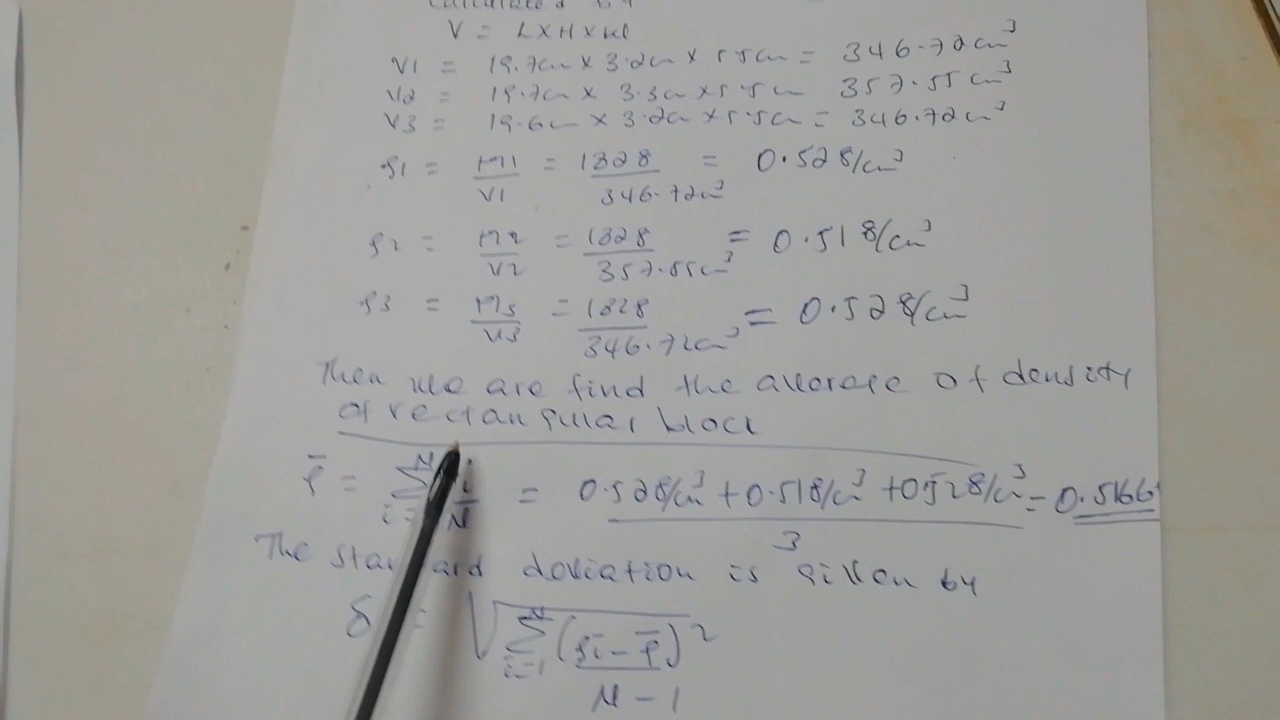 V = L×H×W
V1 = 19.7cm × 3.2cm × 5.5cm = 346.72cm³
V2 = 19.7cm × 3.3cm × 5.5cm 357.55cm³
V3 = 19.6cm × 3.2cm × 5.5cm = 346.72cm³
ρ1 = M1/V1 = 182g/346.72cm³ = 0.52g/cm³
ρ2 = M2/V2 = 182g/357.55cm³ = 0.51g/cm³
ρ3 = M3/V3 = 182g/346.72cm³ = 0.52g/cm³
Then we are find the average of density
of rectangular block
ρ̄ = Σ = 0.52g/cm³ + 0.51g/cm³ + 0.52g/cm³ / 3 = 0.5166
The standard deviation is given by
δ = √ Σ (ρi - ρ̄)² / N - 1